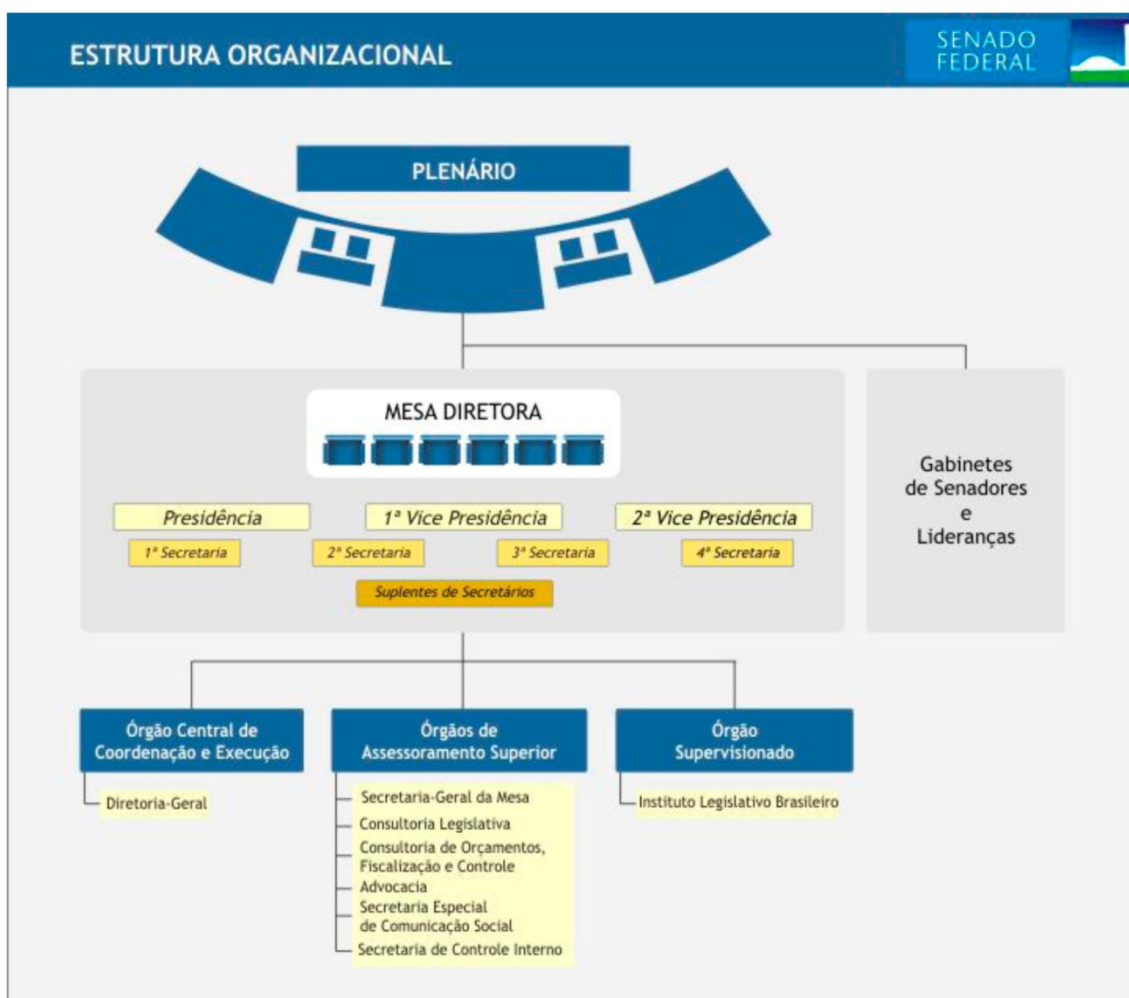 ESTRUTURA ORGANIZACIONAL
SENADO
FEDERAL
PLENÁRIO
MESA DIRETORA
Presidência
1ª Vice Presidência
2ª Vice Presidência
1ª Secretaria
2ª Secretaria
3ª Secretaria
4ª Secretaria
Suplentes de Secretários
Gabinetes
de Senadores
e
Lideranças
Órgão Central de
Coordenação e Execução
Diretoria-Geral
Órgãos de
Assessoramento Superior
Secretaria-Geral da Mesa
Consultoria Legislativa
Consultoria de Orçamentos,
Fiscalização e Controle
Advocacia
Secretaria Especial
de Comunicação Social
Secretaria de Controle Interno
Órgão
Supervisionado
Instituto Legislativo Brasileiro